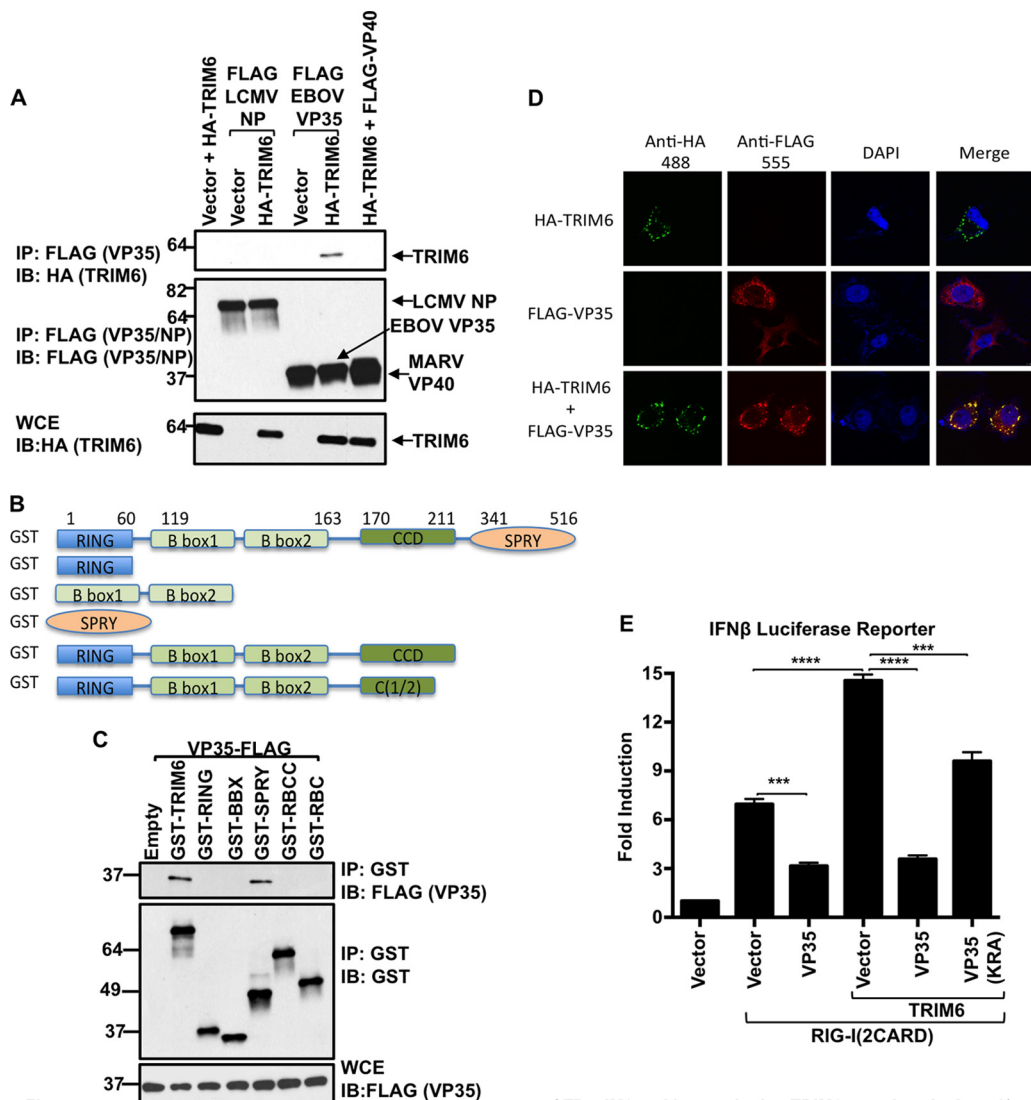 A
Vector + HA-TRIM6
FLAG
LCMV
NP
Vector
HA-TRIM6
FLAG
EBOV
VP35
Vector
HA-TRIM6
HA-TRIM6 + FLAG-VP40
IP: FLAG (VP35)
IB: HA (TRIM6)
64
TRIM6
82
64
37
IP: FLAG (VP35/NP)
IB: FLAG (VP35/NP)
LCMV NP
EBOV VP35
MARV
VP40
WCE
IB:HA (TRIM6)
64
TRIM6
B
1 60 119 163 170 211 341 516
GST RING B box1 B box2 CCD SPRY
GST RING
GST B box1 B box2
GST SPRY
GST RING B box1 B box2 CCD
GST RING B box1 B box2 C(1/2)
C
VP35-FLAG
Empty
GST-TRIM6
GST-RING
GST-BBX
GST-SPRY
GST-RBCC
GST-RBC
37
IP: GST
IB: FLAG (VP35)
64
49
37
IP: GST
IB: GST
37
WCE
IB:FLAG (VP35)
D
Anti-HA
488
Anti-FLAG
555
DAPI
Merge
HA-TRIM6
FLAG-VP35
HA-TRIM6
+
FLAG-VP35
E
IFNβ Luciferase Reporter
Fold Induction
15
12
9
6
3
0
***
****
****
***
Vector
Vector
VP35
Vector
VP35
VP35
(KRA)
TRIM6
RIG-I(2CARD)